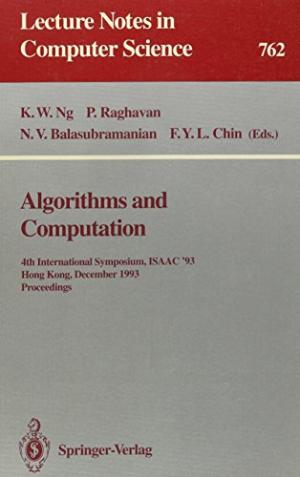 Lecture Notes in
Computer Science
762
K. W. Ng P. Raghavan
N. V. Balasubramanian F. Y. L. Chin (Eds.)
Algorithms and
Computation
4th International Symposium, ISAAC '93
Hong Kong, December 1993
Proceedings
Springer-Verlag